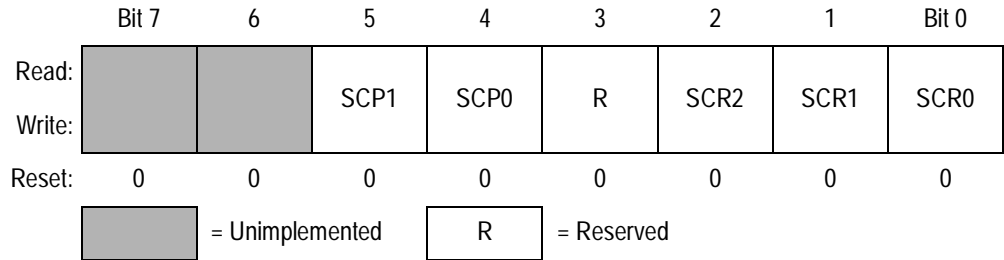 Bit 7 6 5 4 3 2 1 Bit 0
Read:
SCP1 SCP0 R SCR2 SCR1 SCR0
Write:
Reset: 0 0 0 0 0 0 0 0
= Unimplemented R = Reserved